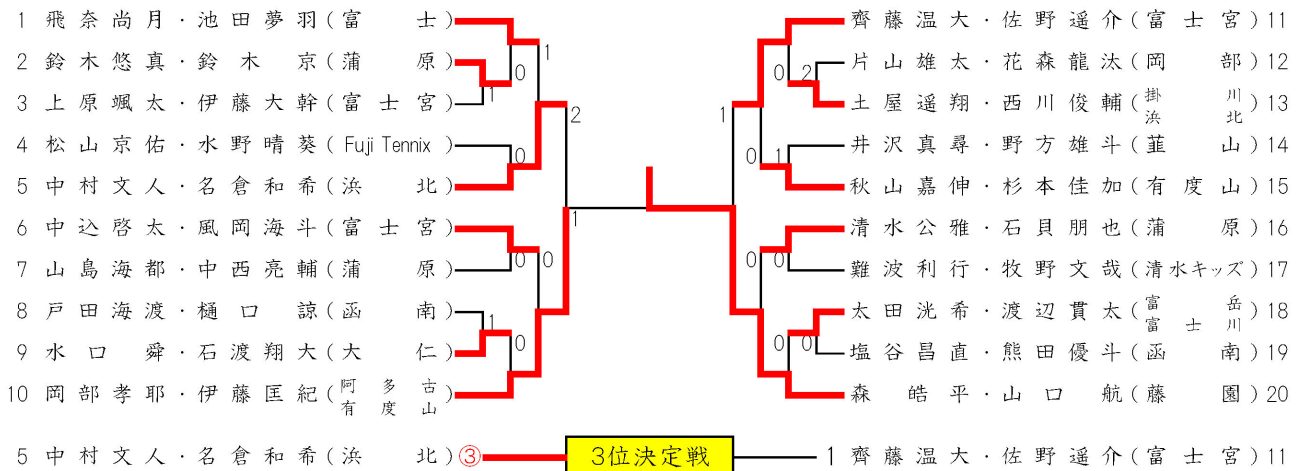 1 飛奈尚月・池田夢羽(富士)
2 鈴木悠真・鈴木京(蒲原)
3 上原颯太・伊藤大幹(富士宮)
4 松山京佑・水野晴葵(Fuji Tennix)
5 中村文人・名倉和希(浜北)
6 中込啓太・風岡海斗(富士宮)
7 山島海都・中西亮輔(蒲原)
8 戸田海渡・樋口諒(函南)
9 水口舜・石渡翔大(大仁)
10 岡部孝耶・伊藤匡紀(阿多古 有度山)
1
0
1
2
0
1
0
0
1
0
齊藤温大・佐野遥介(富士宮)11
片山雄太・花森龍汰(岡部)12
土屋遥翔・西川俊輔(掛川 浜北)13
井沢真尋・野方雄斗(韮山)14
秋山嘉伸・杉本佳加(有度山)15
清水公雅・石貝朋也(蒲原)16
難波利行・牧野文哉(清水キッズ)17
太田洸希・渡辺貫太(富岳 富士川)18
塩谷昌直・熊田優斗(函南)19
森皓平・山口航(藤園)20
0
2
1
0
1
0
0
0
0
5 中村文人・名倉和希(浜北)③ 3位決定戦 1 齊藤温大・佐野遥介(富士宮)11